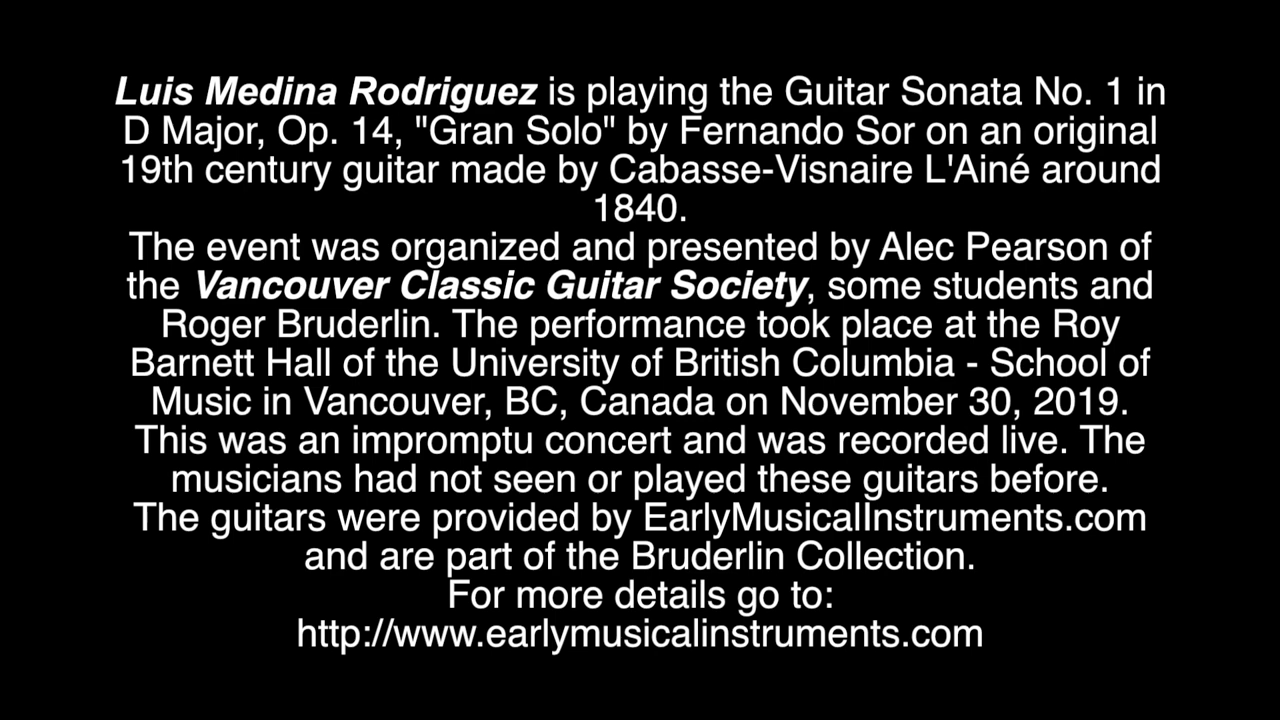 Luis Medina Rodriguez is playing the Guitar Sonata No. 1 in
D Major, Op. 14, "Gran Solo" by Fernando Sor on an original
19th century guitar made by Cabasse-Visnaire L'Ainé around
1840.
The event was organized and presented by Alec Pearson of
the Vancouver Classic Guitar Society, some students and
Roger Bruderlin. The performance took place at the Roy
Barnett Hall of the University of British Columbia - School of
Music in Vancouver, BC, Canada on November 30, 2019.
This was an impromptu concert and was recorded live. The
musicians had not seen or played these guitars before.
The guitars were provided by EarlyMusicalInstruments.com
and are part of the Bruderlin Collection.
For more details go to:
http://www.earlymusicalinstruments.com